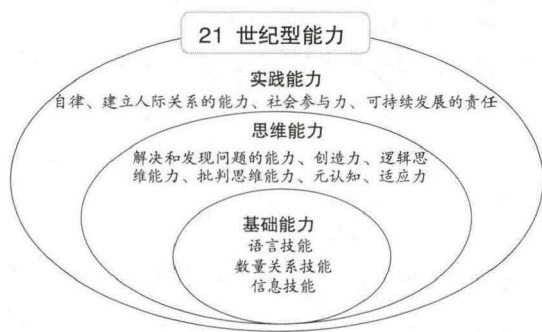 21 世纪型能力
实践能力
自律、建立人际关系的能力、社会参与力、可持续发展的责任
思维能力
解决和发现问题的能力、创造力、逻辑思
维能力、批判思维能力、元认知、适应力
基础能力
语言技能
数量关系技能
信息技能